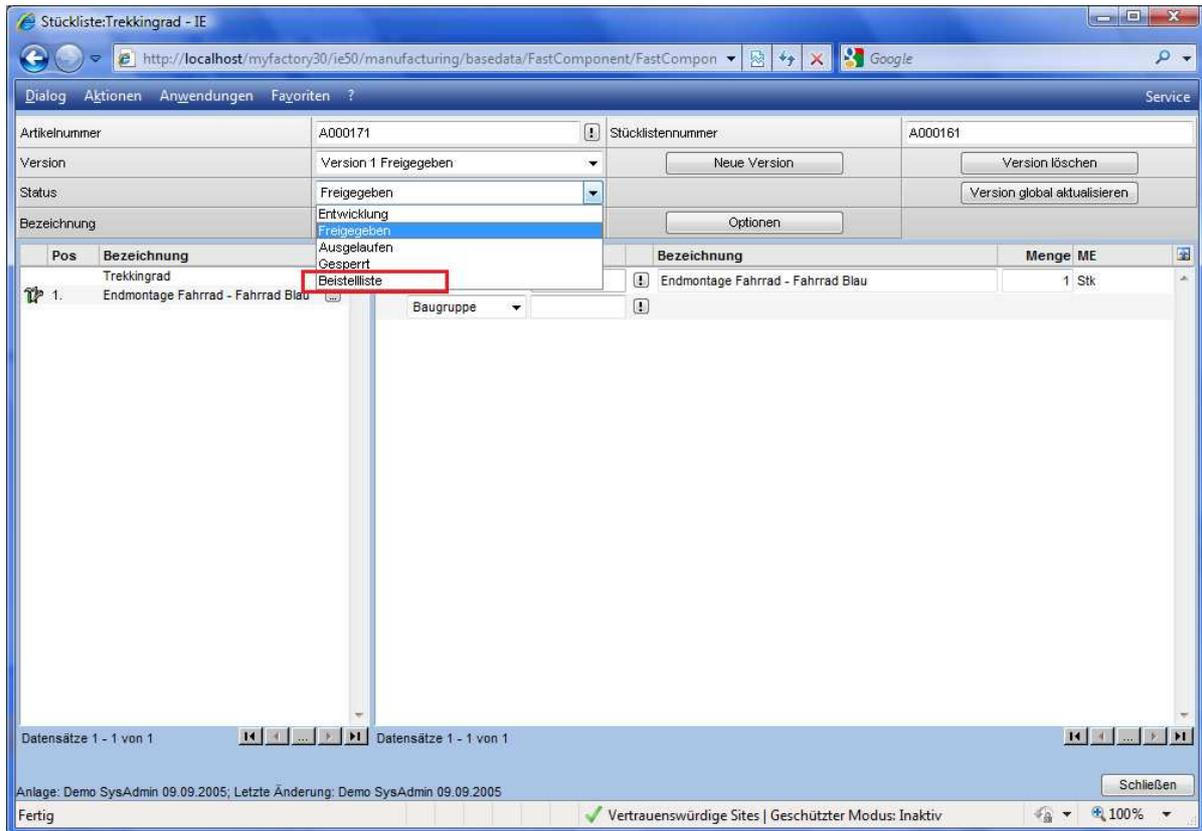 Stückliste:Trekkingrad - IE
http://localhost/myfactory30/ie50/manufacturing/basedata/FastComponent/FastCompon
Google
Dialog Aktionen Anwendungen Favoriten ?
Service
Artikelnummer A000171 ! Stücklistennummer A000161
Version Version 1 Freigegeben Neue Version Version löschen
Status Freigegeben Version global aktualisieren
Bezeichnung Optionen
Entwicklung
Freigegeben
Ausgelaufen
Gesperrt
Beistellliste
Pos Bezeichnung
Trekkingrad
1. Endmontage Fahrrad - Fahrrad Blau ...
Bezeichnung Menge ME
! Endmontage Fahrrad - Fahrrad Blau 1 Stk
Baugruppe !
Datensätze 1 - 1 von 1 ...
Datensätze 1 - 1 von 1 ...
Schließen
Anlage: Demo SysAdmin 09.09.2005; Letzte Änderung: Demo SysAdmin 09.09.2005
Fertig
Vertrauenswürdige Sites | Geschützter Modus: Inaktiv
100%